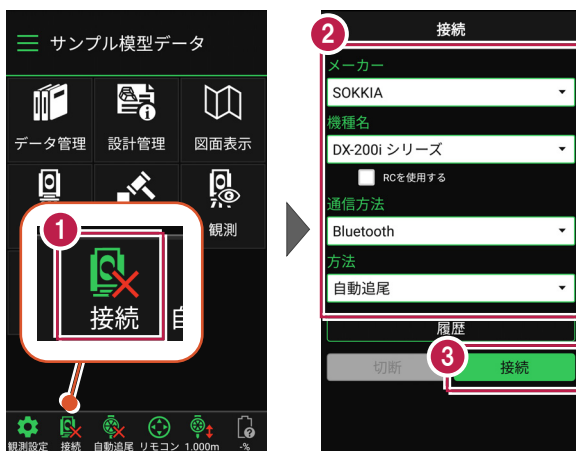 サンプル模型データ
データ管理
設計管理
図面表示
観測
1
接続
観測設定
接続
自動追尾
リモコン
1.000m
-%
2
接続
メーカー
SOKKIA
機種名
DX-200i シリーズ
RCを使用する
通信方法
Bluetooth
方法
自動追尾
履歴
3
切断
接続